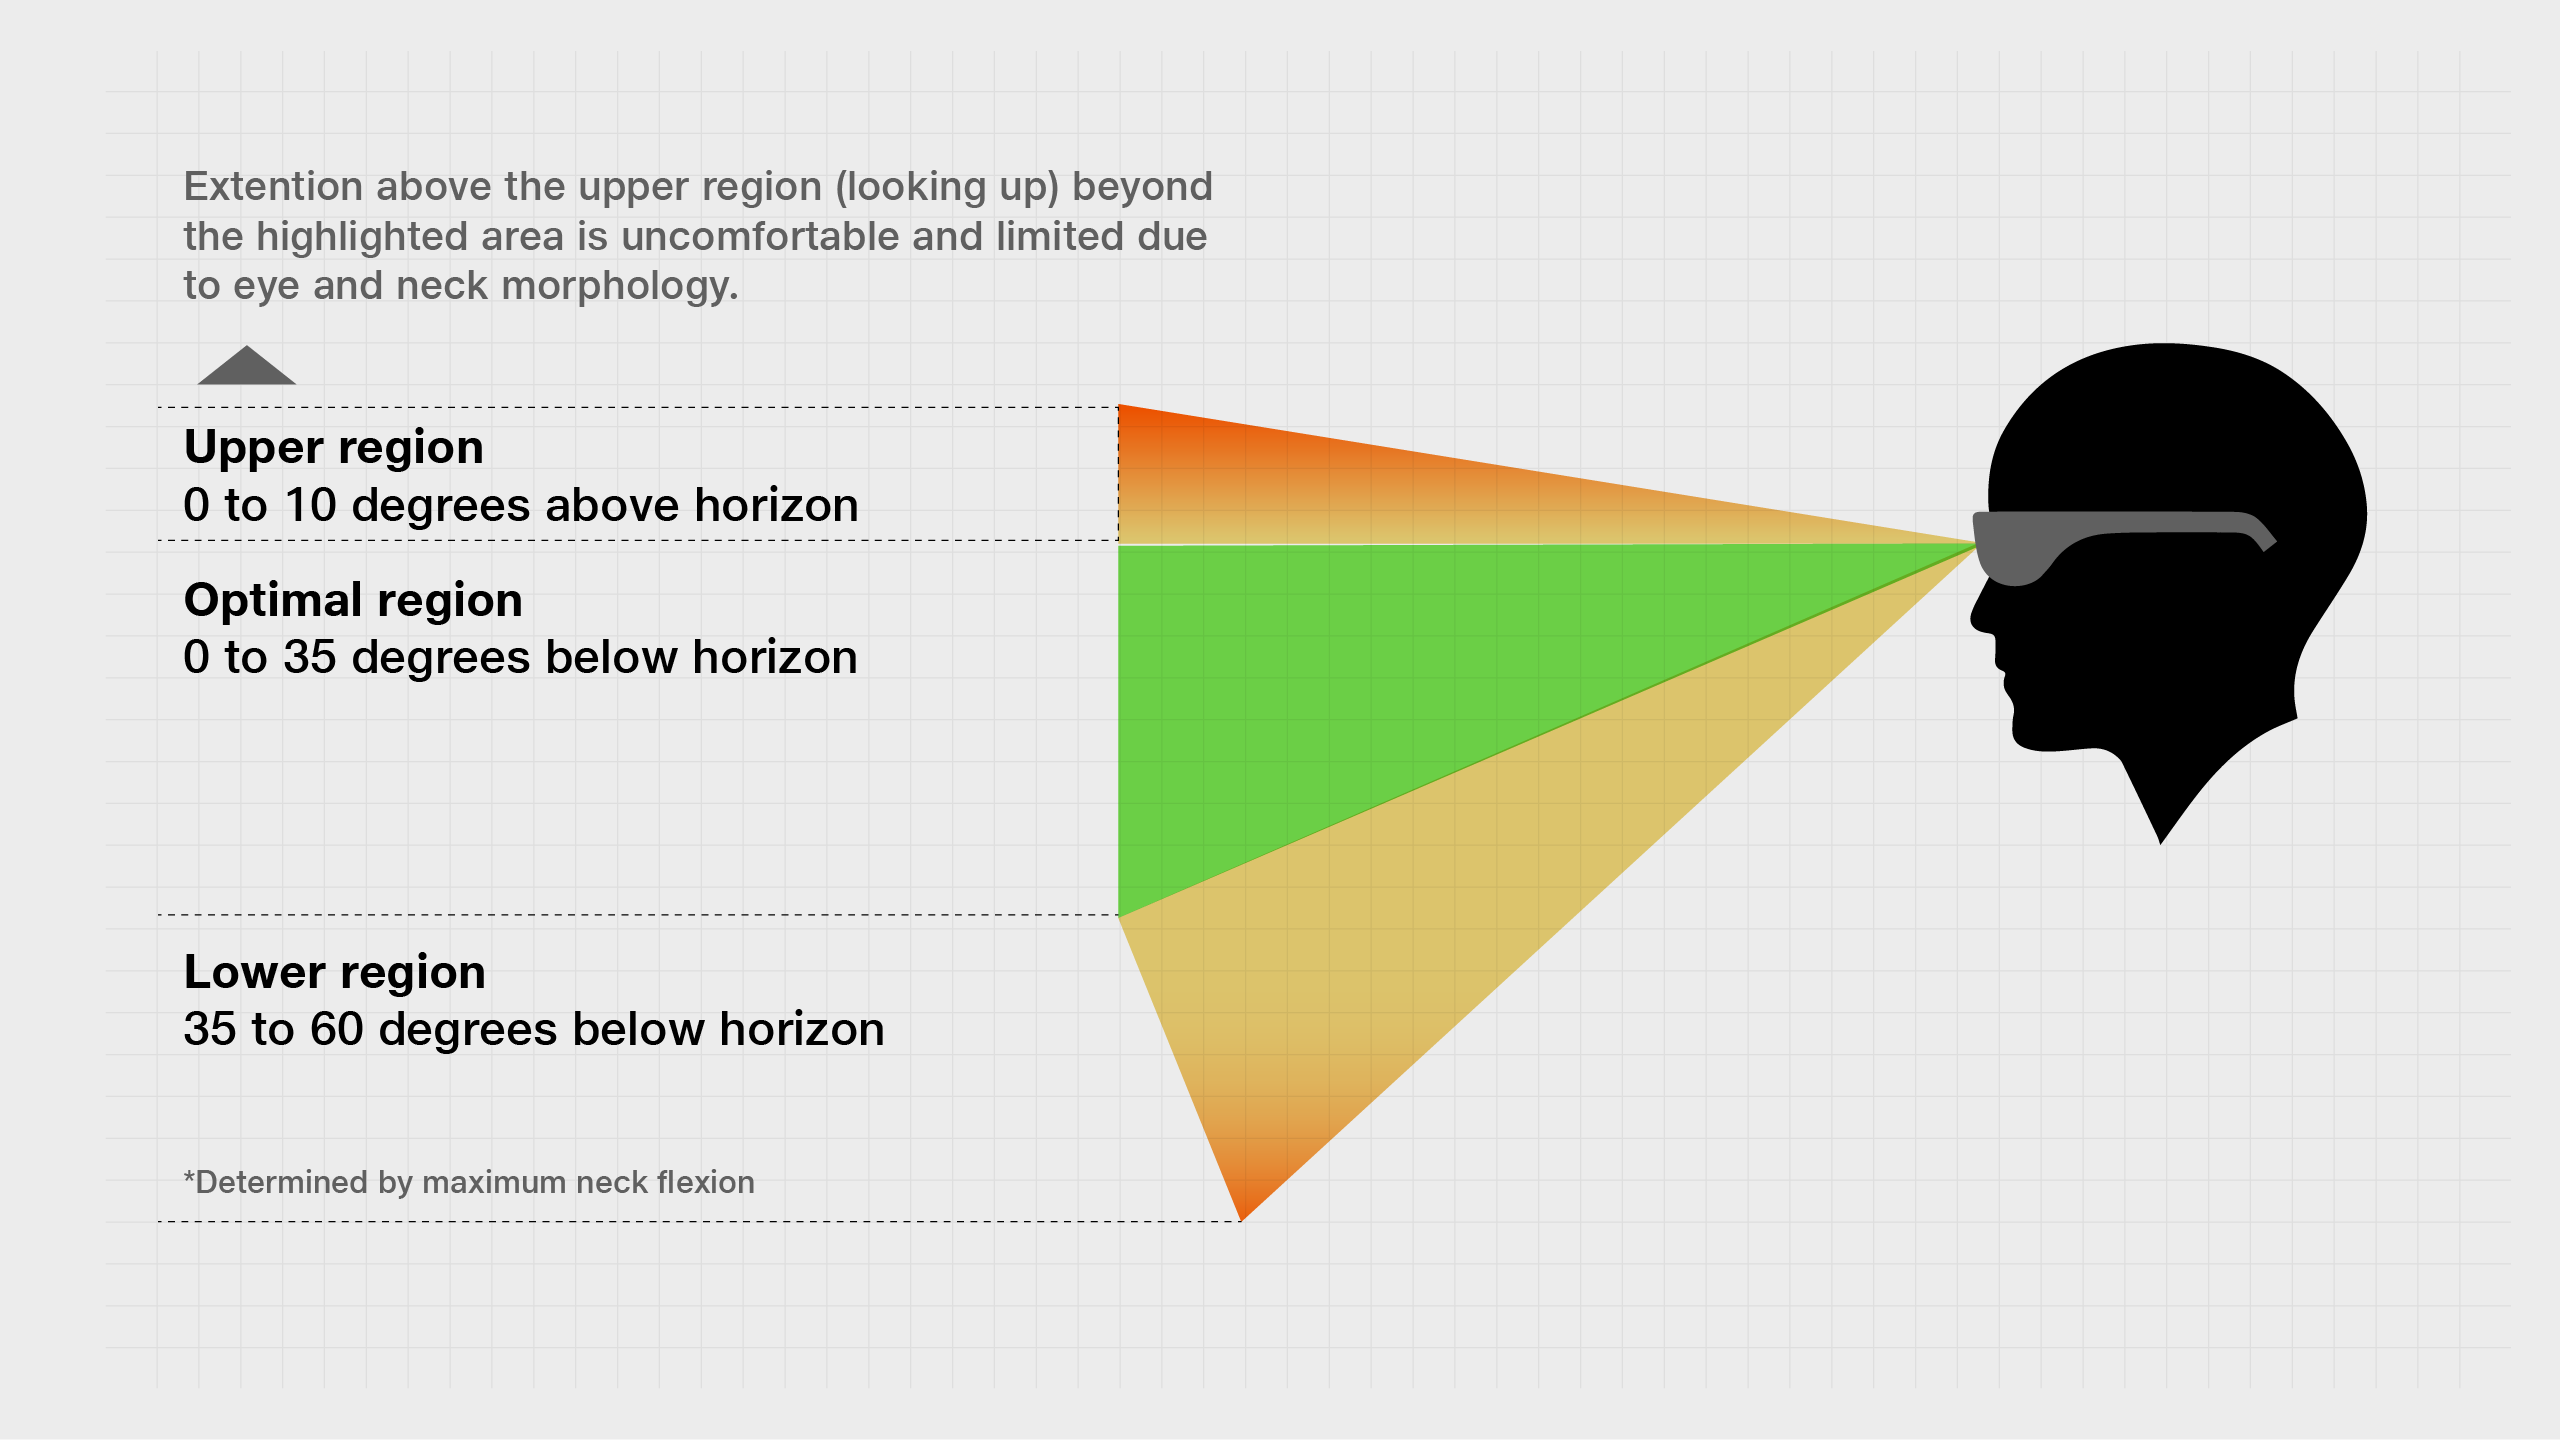 Extention above the upper region (looking up) beyond
the highlighted area is uncomfortable and limited due
to eye and neck morphology.
Upper region
0 to 10 degrees above horizon
Optimal region
0 to 35 degrees below horizon
Lower region
35 to 60 degrees below horizon
*Determined by maximum neck flexion